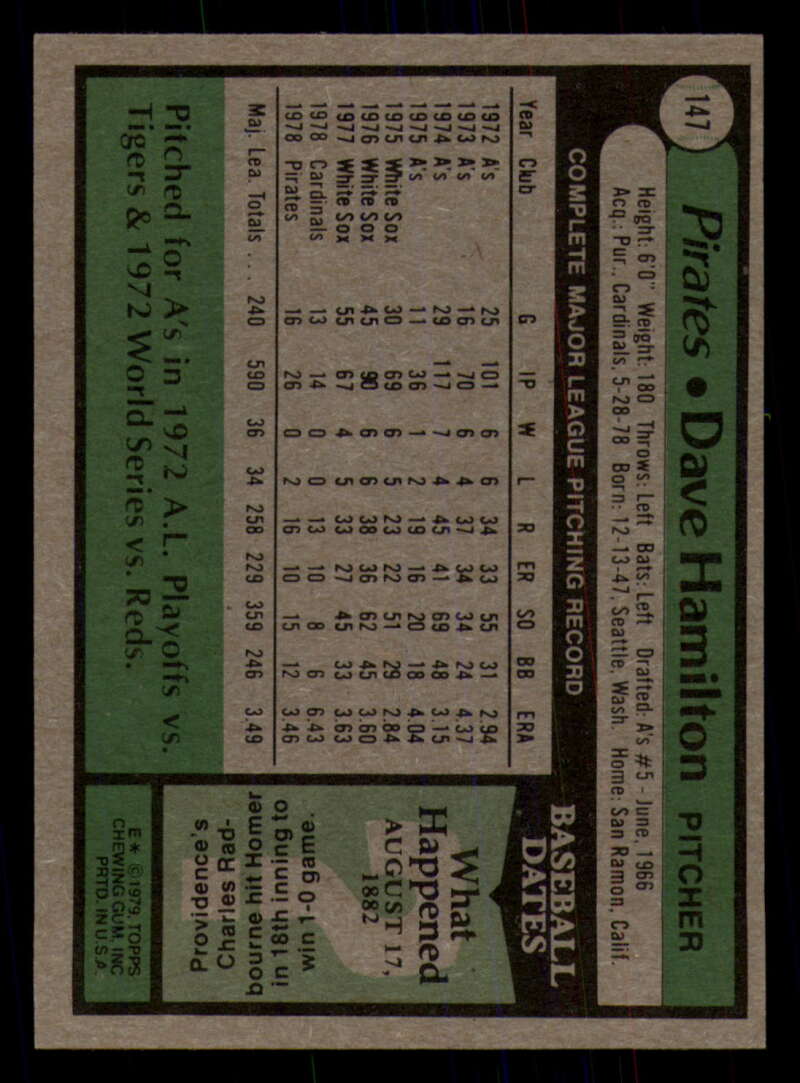 147
Pirates • Dave Hamilton PITCHER
Height: 6'0" Weight: 180 Throws: Left Bats: Left Drafted: A's #5 - June, 1966
Acq.: Pur., Cardinals, 5-28-78 Born: 12-13-47, Seattle, Wash. Home: San Ramon, Calif.
COMPLETE MAJOR LEAGUE PITCHING RECORD
Year Club G IP W L R ER SO BB ERA
1972 A's 25 101 6 6 34 33 55 31 2.94
1973 A's 16 70 6 4 37 34 34 24 4.37
1974 A's 29 117 7 4 45 41 69 48 3.15
1975 A's 11 36 1 2 19 16 20 18 4.04
1975 White Sox 30 69 6 5 23 22 51 29 2.84
1976 White Sox 45 90 6 6 38 36 62 45 3.60
1977 White Sox 55 67 4 5 33 27 45 33 3.63
1978 Cardinals 13 14 0 0 13 10 8 6 6.43
1978 Pirates 16 26 0 2 16 10 15 12 3.46
Maj. Lea. Totals . . . 240 590 36 34 258 229 359 246 3.49
Pitched for A's in 1972 A.L. Playoffs vs.
Tigers & 1972 World Series vs. Reds.
BASEBALL
DATES
What
Happened
AUGUST 17,
1882
Providence's
Charles Rad-
bourne hit Homer
in 18th inning to
win 1-0 game.
E* ©1979, TOPPS
CHEWING GUM, INC
PRTD. IN U.S.A.